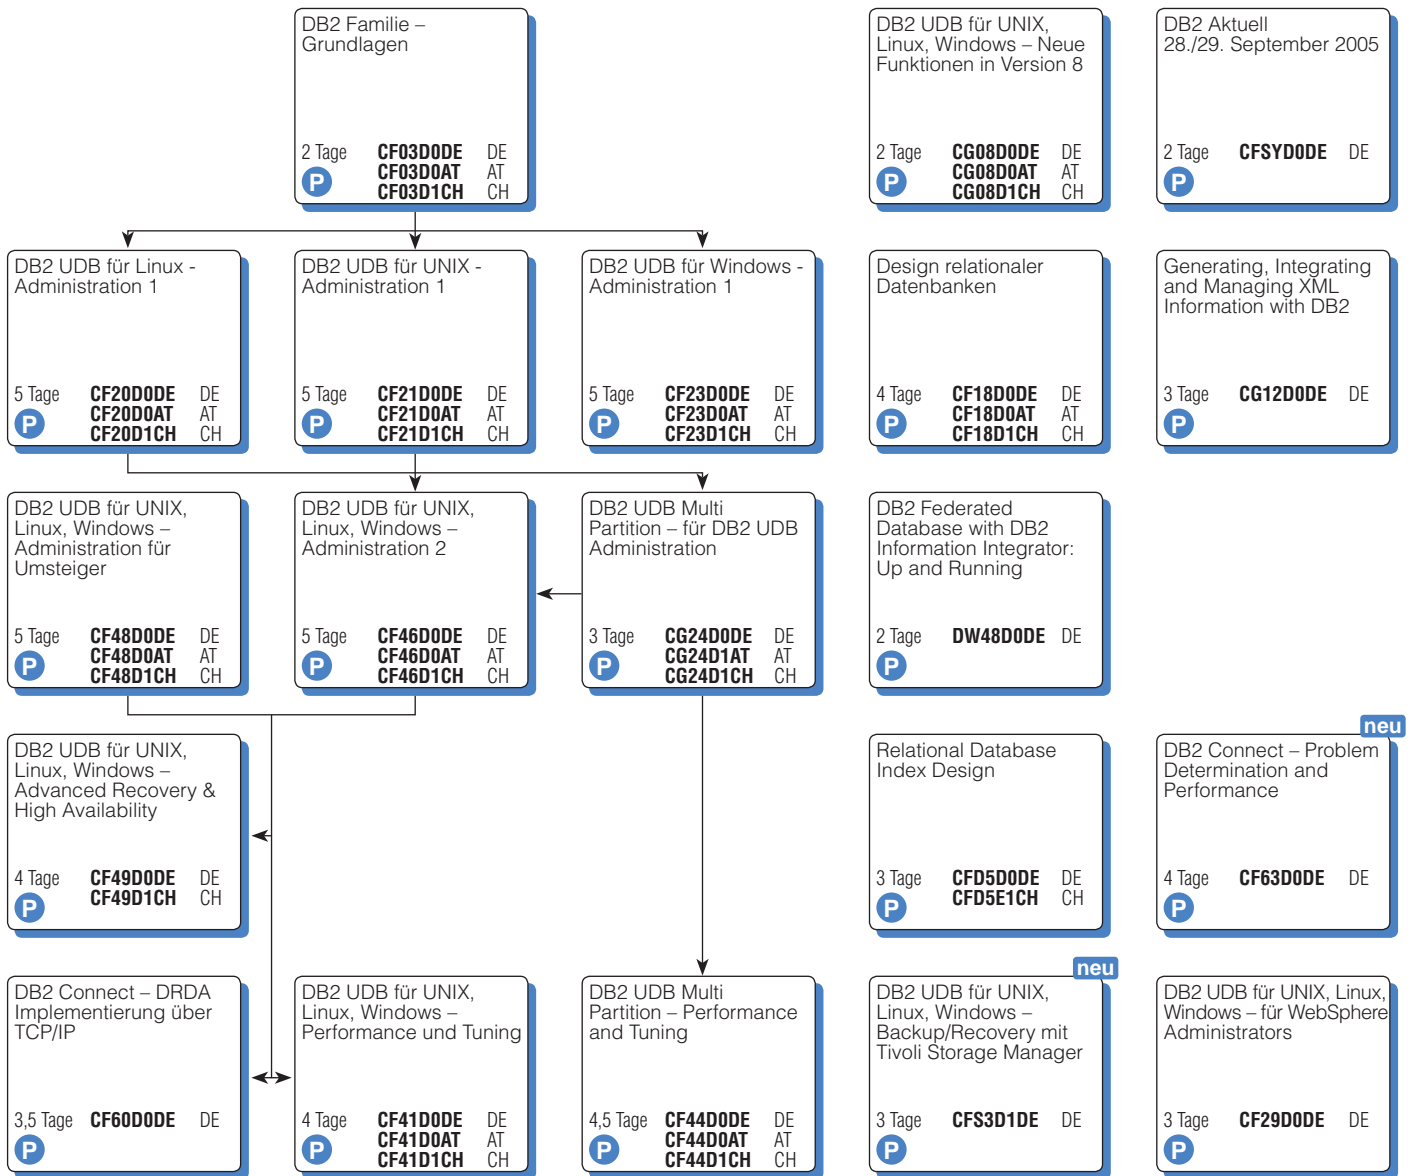 DB2 Familie –
Grundlagen
2 Tage CF03D0DE DE
CF03D0AT AT
P
CF03D1CH CH
DB2 UDB für UNIX,
Linux, Windows – Neue
Funktionen in Version 8
2 Tage CG08D0DE DE
CG08D0AT AT
P
CG08D1CH CH
DB2 Aktuell
28./29. September 2005
2 Tage CFSYD0DE DE
P
DB2 UDB für Linux -
Administration 1
5 Tage CF20D0DE DE
CF20D0AT AT
P
CF20D1CH CH
DB2 UDB für UNIX -
Administration 1
5 Tage CF21D0DE DE
CF21D0AT AT
P
CF21D1CH CH
DB2 UDB für Windows -
Administration 1
5 Tage CF23D0DE DE
CF23D0AT AT
P
CF23D1CH CH
Design relationaler
Datenbanken
4 Tage CF18D0DE DE
CF18D0AT AT
P
CF18D1CH CH
Generating, Integrating
and Managing XML
Information with DB2
3 Tage CG12D0DE DE
P
DB2 UDB für UNIX,
Linux, Windows –
Administration für
Umsteiger
5 Tage CF48D0DE DE
CF48D0AT AT
P
CF48D1CH CH
DB2 UDB für UNIX,
Linux, Windows –
Administration 2
5 Tage CF46D0DE DE
CF46D0AT AT
P
CF46D1CH CH
DB2 UDB Multi
Partition – für DB2 UDB
Administration
3 Tage CG24D0DE DE
CG24D1AT AT
P
CG24D1CH CH
DB2 Federated
Database with DB2
Information Integrator:
Up and Running
2 Tage DW48D0DE DE
P
DB2 UDB für UNIX,
Linux, Windows –
Advanced Recovery &
High Availability
4 Tage CF49D0DE DE
CF49D1CH CH
P
Relational Database
Index Design
3 Tage CFD5D0DE DE
CFD5E1CH CH
P
neu
DB2 Connect – Problem
Determination and
Performance
4 Tage CF63D0DE DE
P
DB2 Connect – DRDA
Implementierung über
TCP/IP
3,5 Tage CF60D0DE DE
P
DB2 UDB für UNIX,
Linux, Windows –
Performance und Tuning
4 Tage CF41D0DE DE
CF41D0AT AT
P
CF41D1CH CH
DB2 UDB Multi
Partition – Performance
and Tuning
4,5 Tage CF44D0DE DE
CF44D0AT AT
P
CF44D1CH CH
neu
DB2 UDB für UNIX,
Linux, Windows –
Backup/Recovery mit
Tivoli Storage Manager
3 Tage CFS3D1DE DE
P
DB2 UDB für UNIX, Linux,
Windows – für WebSphere
Administrators
3 Tage CF29D0DE DE
P